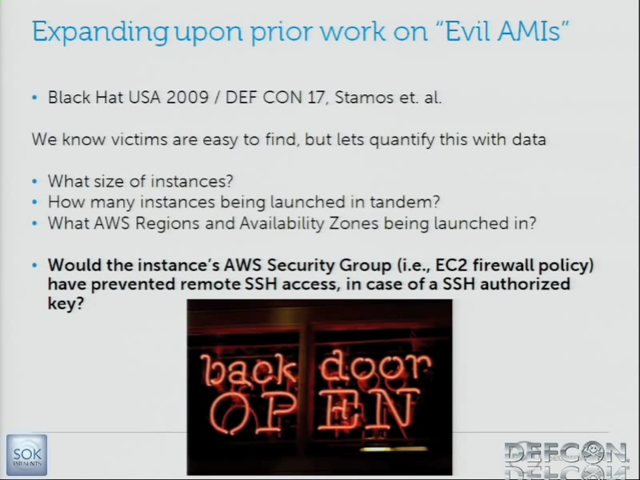 Expanding upon prior work on “Evil AMIs”
• Black Hat USA 2009 / DEF CON 17, Stamos et. al.
We know victims are easy to find, but lets quantify this with data
• What size of instances?
• How many instances being launched in tandem?
• What AWS Regions and Availability Zones being launched in?
• Would the instance’s AWS Security Group (i.e., EC2 firewall policy)
have prevented remote SSH access, in case of a SSH authorized
key?
back door
OPEN
SOK
PRESENTS
DEFCON